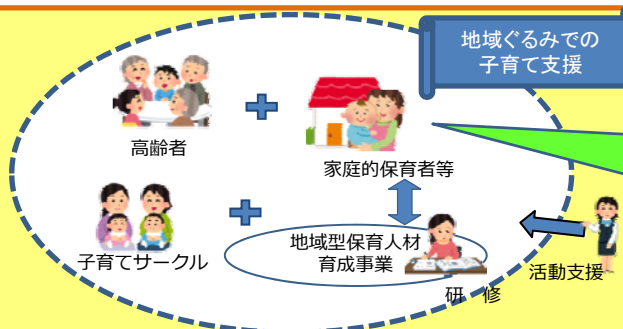 地域ぐるみでの
子育て支援
高齢者
家庭的保育者等
子育てサークル
地域型保育人材
育成事業
研　修
活動支援